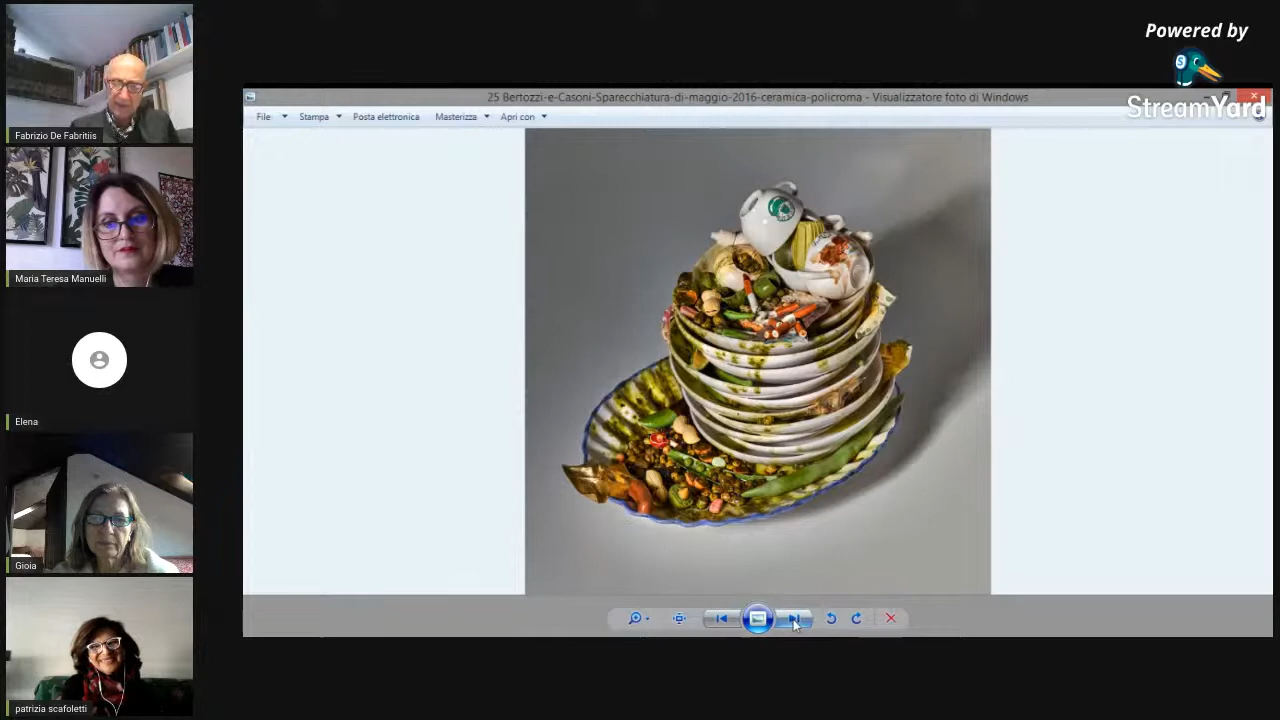 Powered by
S
StreamYard
25 Bertozzi-e-Casoni-Sparecchiatura-di-maggio-2016-ceramica-policroma - Visualizzatore foto di Windows
File Stampa Posta elettronica Masterizza Apri con
Fabrizio De Fabritiis
Maria Teresa Manuelli
Elena
Gioia
patrizia scafoletti